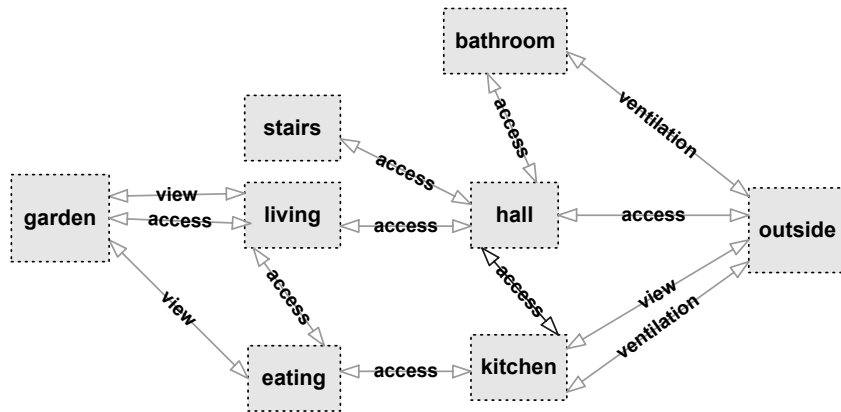 bathroom
ventilation
access
stairs
access
view
garden
access
living
access
hall
access
outside
view
access
access
view
ventilation
eating
access
kitchen